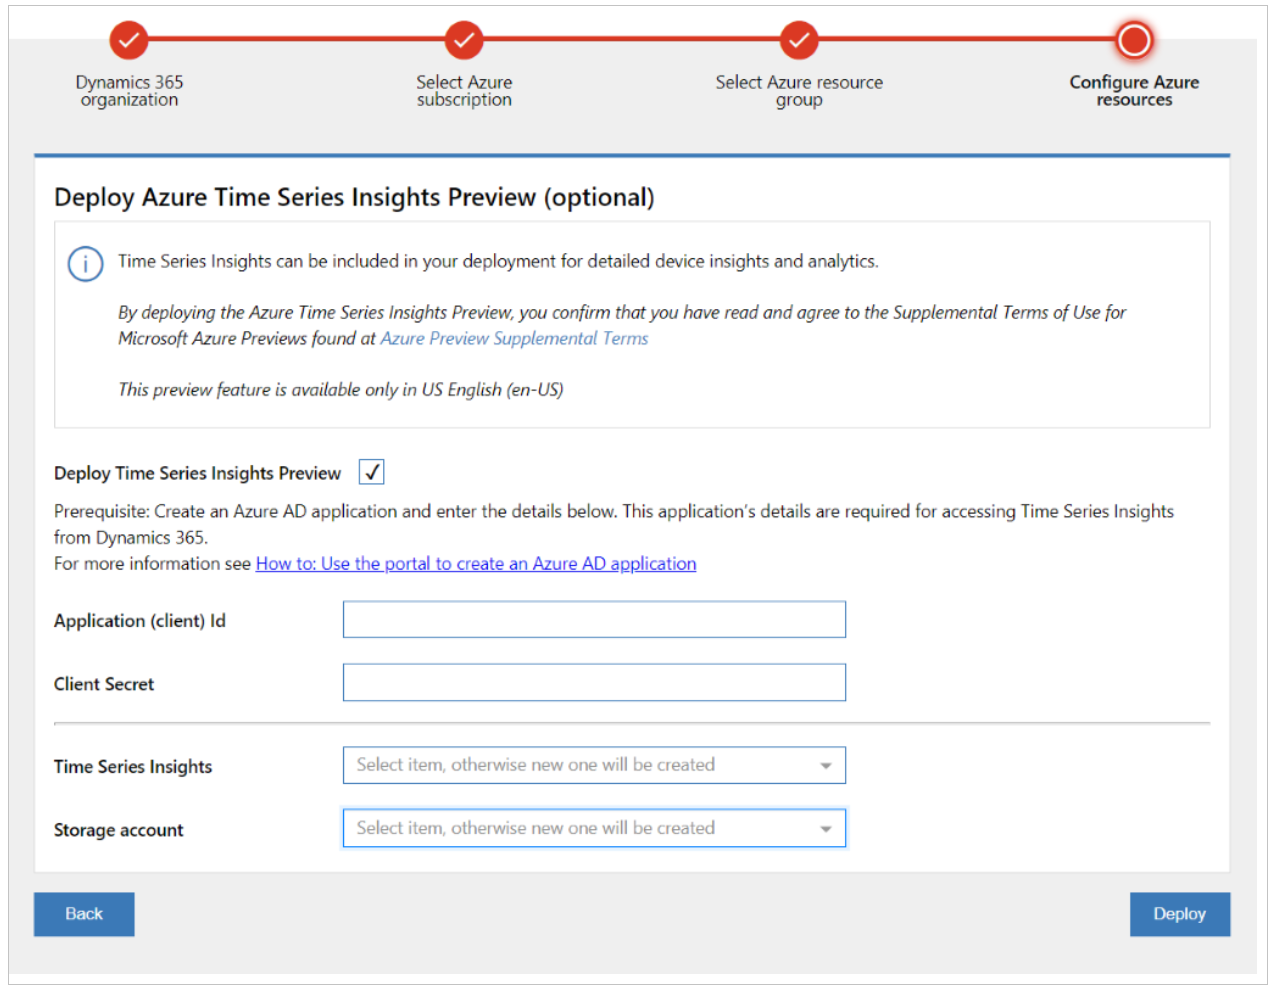 Dynamics 365
organization
Select Azure
subscription
Select Azure resource
group
Configure Azure
resources
Deploy Azure Time Series Insights Preview (optional)
Time Series Insights can be included in your deployment for detailed device insights and analytics.
By deploying the Azure Time Series Insights Preview, you confirm that you have read and agree to the Supplemental Terms of Use for
Microsoft Azure Previews found at Azure Preview Supplemental Terms
This preview feature is available only in US English (en-US)
Deploy Time Series Insights Preview
Prerequisite: Create an Azure AD application and enter the details below. This application's details are required for accessing Time Series Insights
from Dynamics 365.
For more information see How to: Use the portal to create an Azure AD application
Application (client) Id
Client Secret
Time Series Insights
Select item, otherwise new one will be created
Storage account
Select item, otherwise new one will be created
Back
Deploy